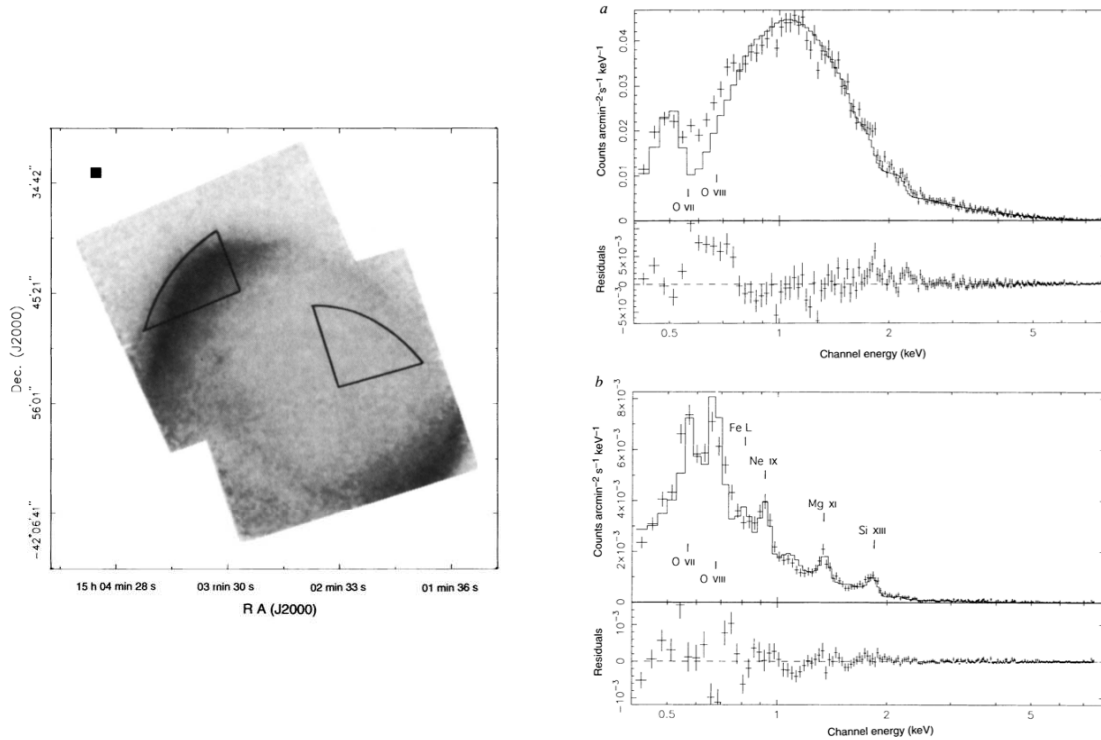 Dec. (J2000)
34'42"
45'21"
56'01"
-42°06'41"
15 h 04 min 28 s
03 min 30 s
02 min 33 s
01 min 36 s
R A (J2000)
a
Counts arcmin−2·s−1 keV−1
0.04
0.03
0.02
0.01
0
O VII
O VIII
Residuals
5×10−3
0
−5×10−3
0.5
1
2
5
Channel energy (keV)
b
Counts arcmin−2 s−1 keV−1
8×10−3
6×10−3
4×10−3
2×10−3
0
Fe L
Ne IX
Mg XI
Si XIII
O VII
O VIII
Residuals
10−3
0
−10−3
0.5
1
2
5
Channel energy (keV)